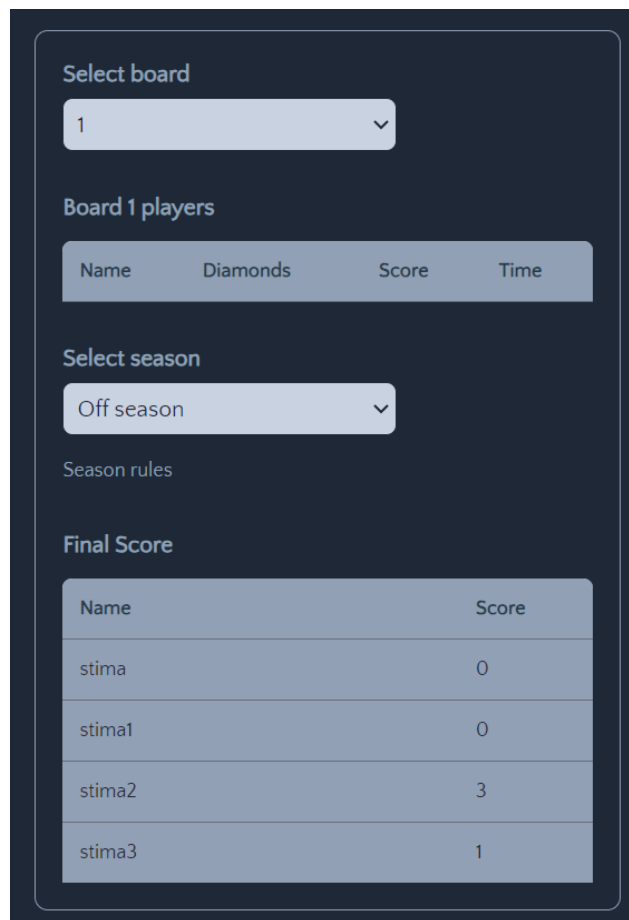 Select board
1
Board 1 players
Name Diamonds Score Time
Select season
Off season
Season rules
Final Score
Name Score
stima 0
stima1 0
stima2 3
stima3 1